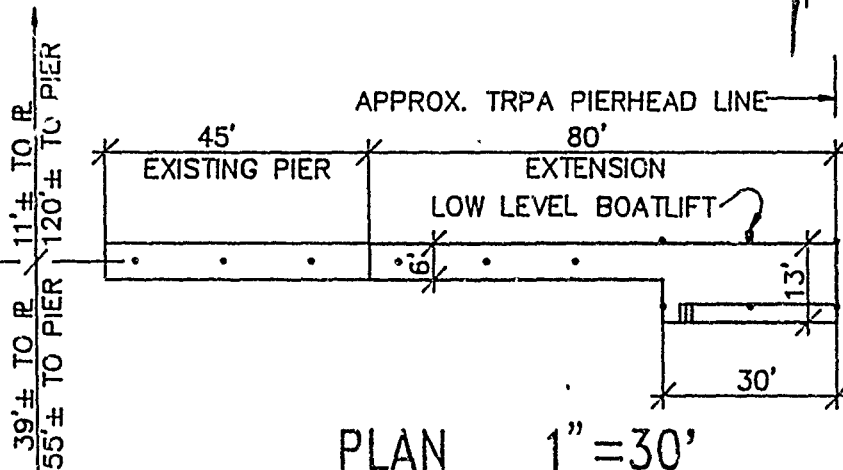 APPROX. TRPA PIERHEAD LINE
45'
80'
EXISTING PIER
EXTENSION
LOW LEVEL BOATLIFT
6'
13'
30'
11'± TO ⅊
120'± TO PIER
39'± TO ⅊
55'± TO PIER
PLAN 1"=30'